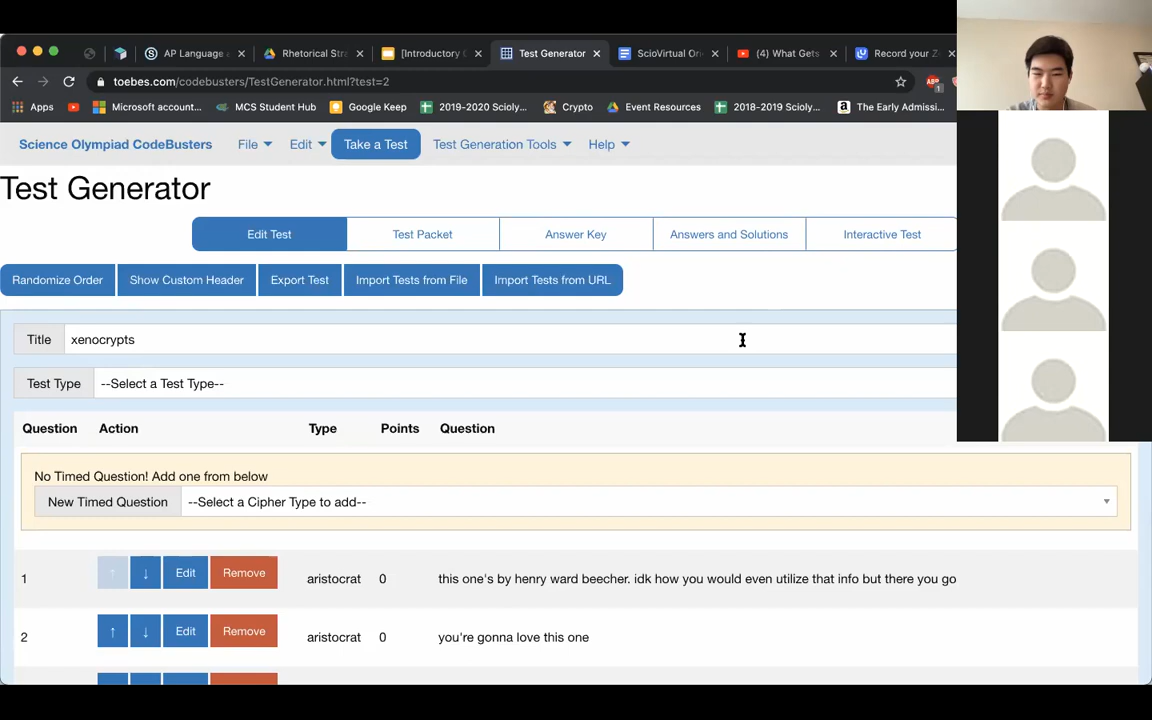 AP Language a
Rhetorical Stra
[Introductory C
Test Generator
ScioVirtual Ori
(4) What Gets
Record your Z
toebes.com/codebusters/TestGenerator.html?test=2
1
Apps
Microsoft account...
MCS Student Hub
Google Keep
2019-2020 Scioly...
Crypto
Event Resources
2018-2019 Scioly...
The Early Admissi...
Science Olympiad CodeBusters
File
Edit
Take a Test
Test Generation Tools
Help
Test Generator
Edit Test
Test Packet
Answer Key
Answers and Solutions
Interactive Test
Randomize Order
Show Custom Header
Export Test
Import Tests from File
Import Tests from URL
Title
xenocrypts
Test Type
--Select a Test Type--
Question Action Type Points Question
No Timed Question! Add one from below
New Timed Question
--Select a Cipher Type to add--
1 ↑ ↓ Edit Remove aristocrat 0 this one's by henry ward beecher. idk how you would even utilize that info but there you go
2 ↑ ↓ Edit Remove aristocrat 0 you're gonna love this one